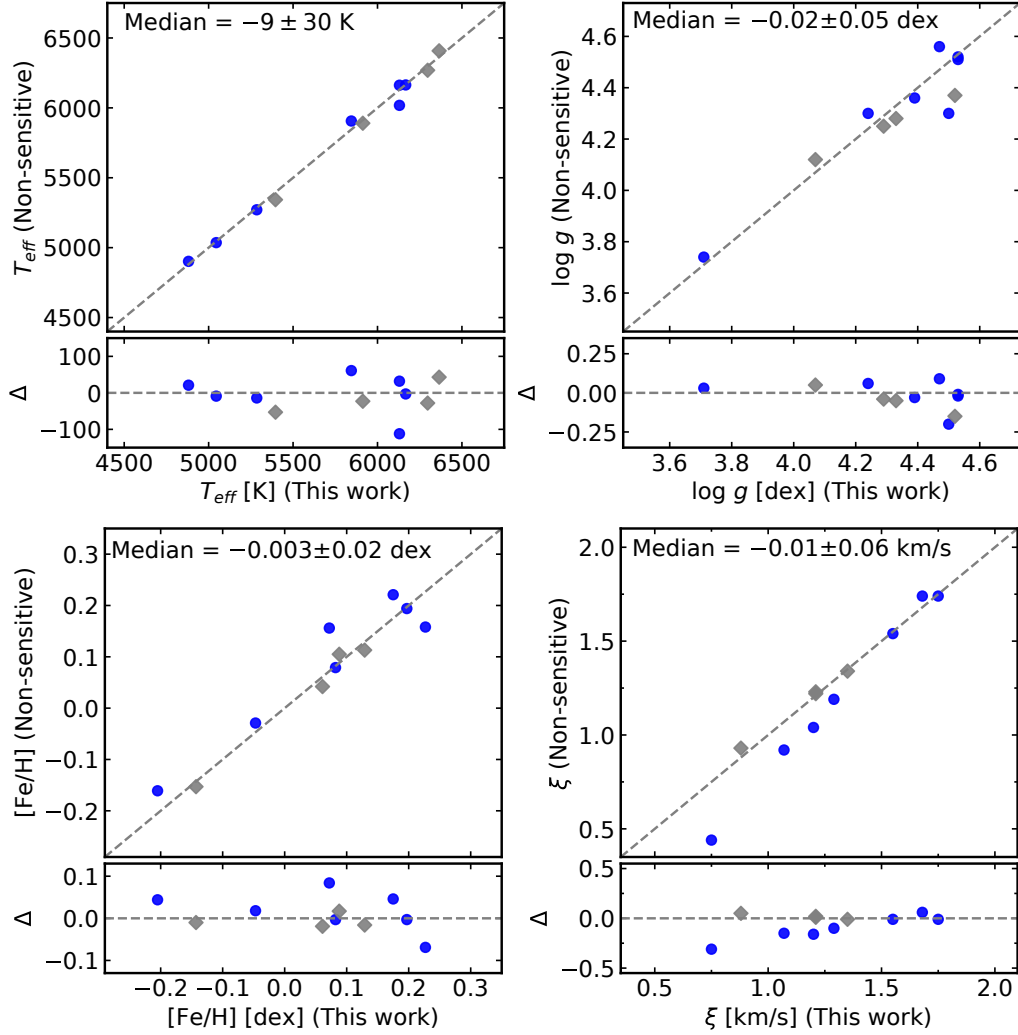 Median = −9 ± 30 K
6500
6000
5500
5000
4500
T_eff (Non-sensitive)
100
0
−100
Δ
4500 5000 5500 6000 6500
T_eff [K] (This work)
Median = −0.02±0.05 dex
4.6
4.4
4.2
4.0
3.8
3.6
log g (Non-sensitive)
0.25
0.00
−0.25
Δ
3.6 3.8 4.0 4.2 4.4 4.6
log g [dex] (This work)
Median = −0.003±0.02 dex
0.3
0.2
0.1
0.0
−0.1
−0.2
[Fe/H] (Non-sensitive)
0.1
0.0
−0.1
Δ
−0.2 −0.1 0.0 0.1 0.2 0.3
[Fe/H] [dex] (This work)
Median = −0.01±0.06 km/s
2.0
1.5
1.0
0.5
ξ (Non-sensitive)
0.5
0.0
−0.5
Δ
0.5 1.0 1.5 2.0
ξ [km/s] (This work)